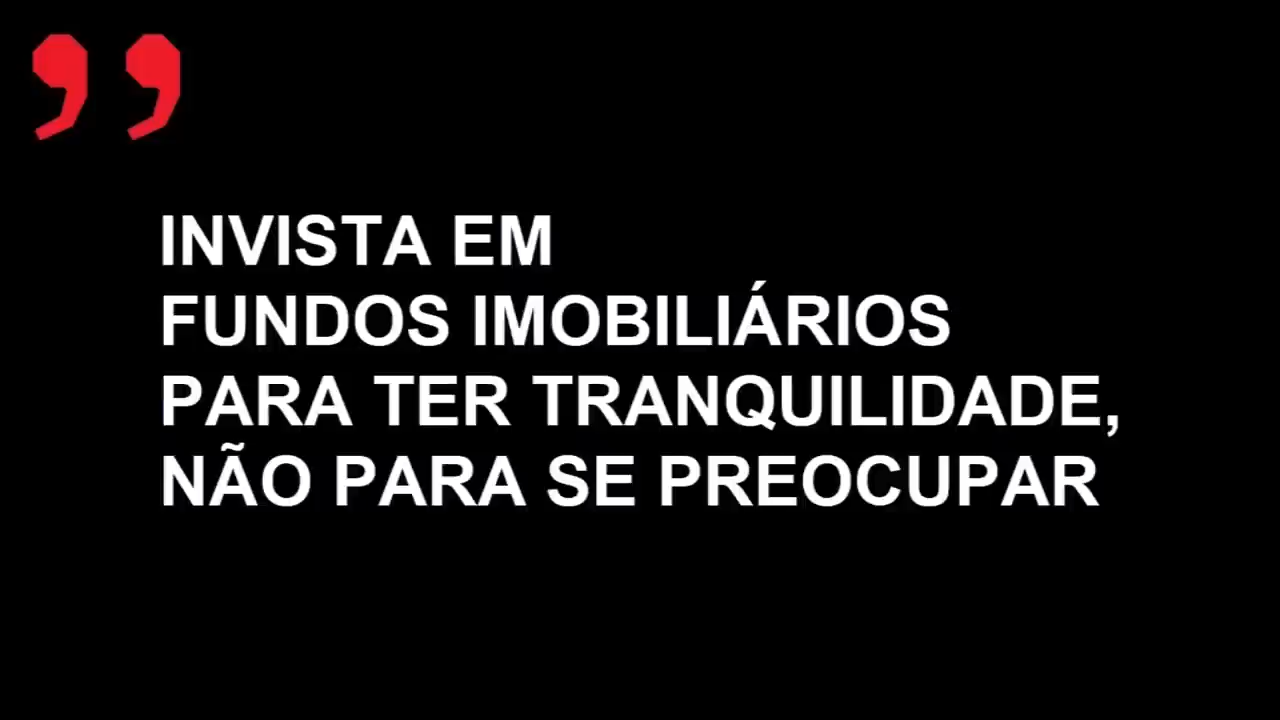 ”
INVISTA EM
FUNDOS IMOBILIÁRIOS
PARA TER TRANQUILIDADE,
NÃO PARA SE PREOCUPAR